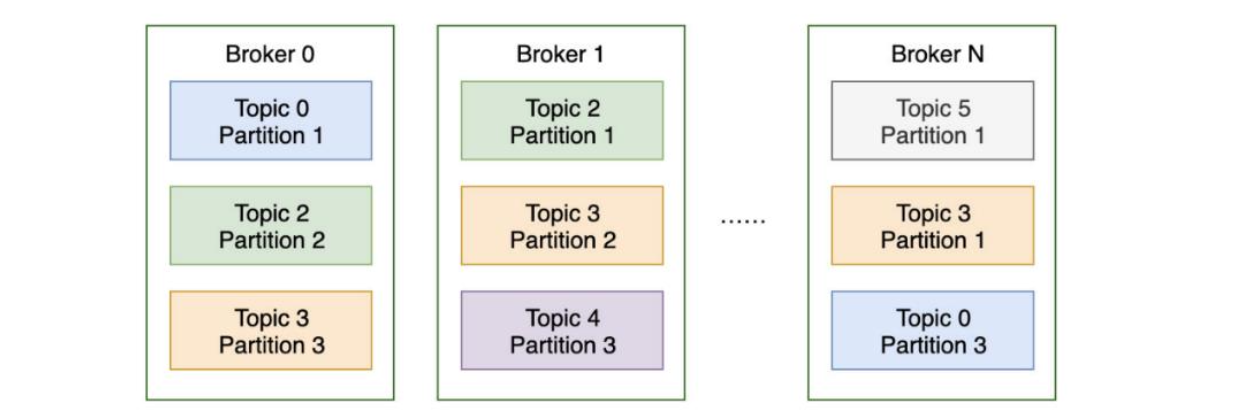 Broker 0
Topic 0
Partition 1
Topic 2
Partition 2
Topic 3
Partition 3
Broker 1
Topic 2
Partition 1
Topic 3
Partition 2
Topic 4
Partition 3
......
Broker N
Topic 5
Partition 1
Topic 3
Partition 1
Topic 0
Partition 3